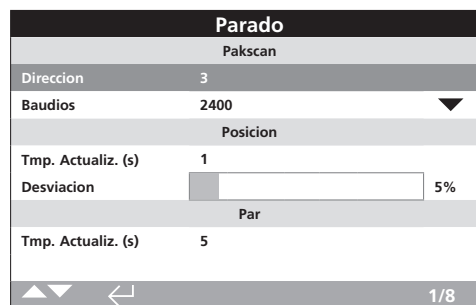 Parado
Pakscan
Direccion 3
Baudios 2400
Posicion
Tmp. Actualiz. (s) 1
Desviacion 5%
Par
Tmp. Actualiz. (s) 5
1/8